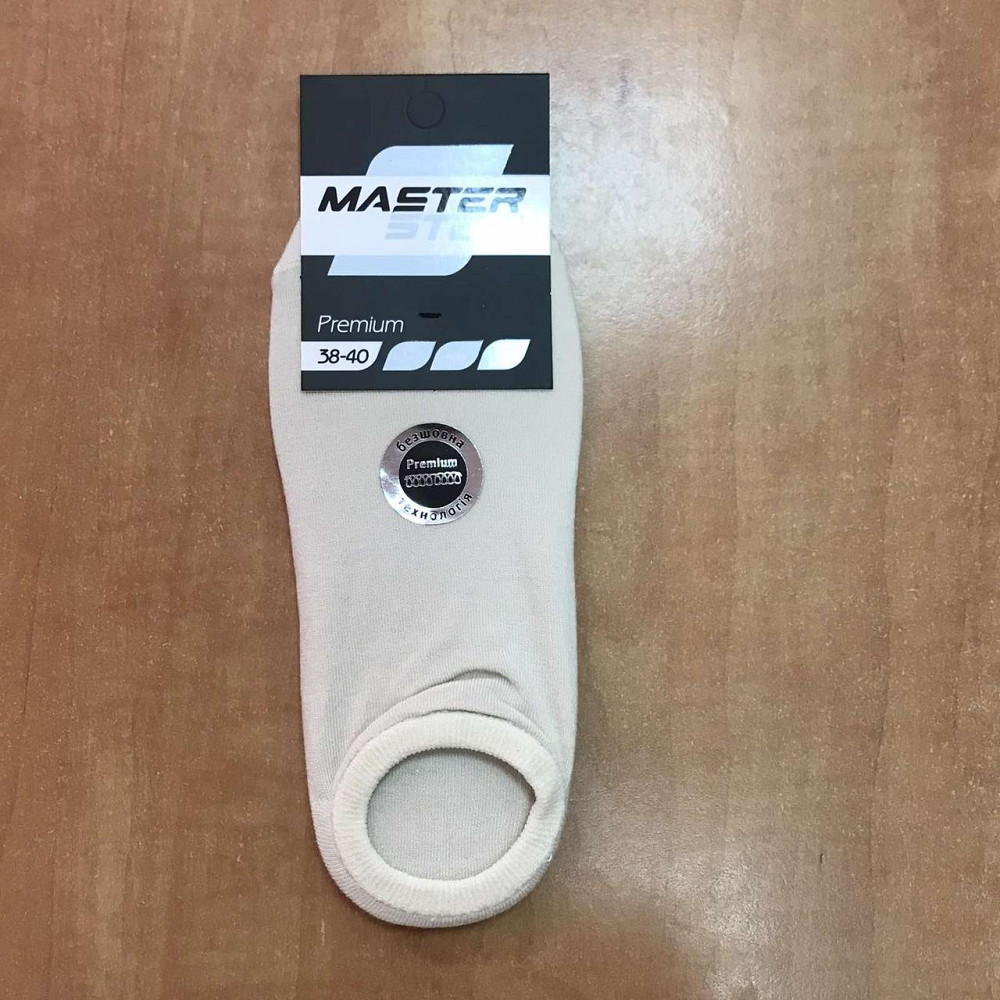 MASTER
Premium
38-40
безшовна
Premium
технологія